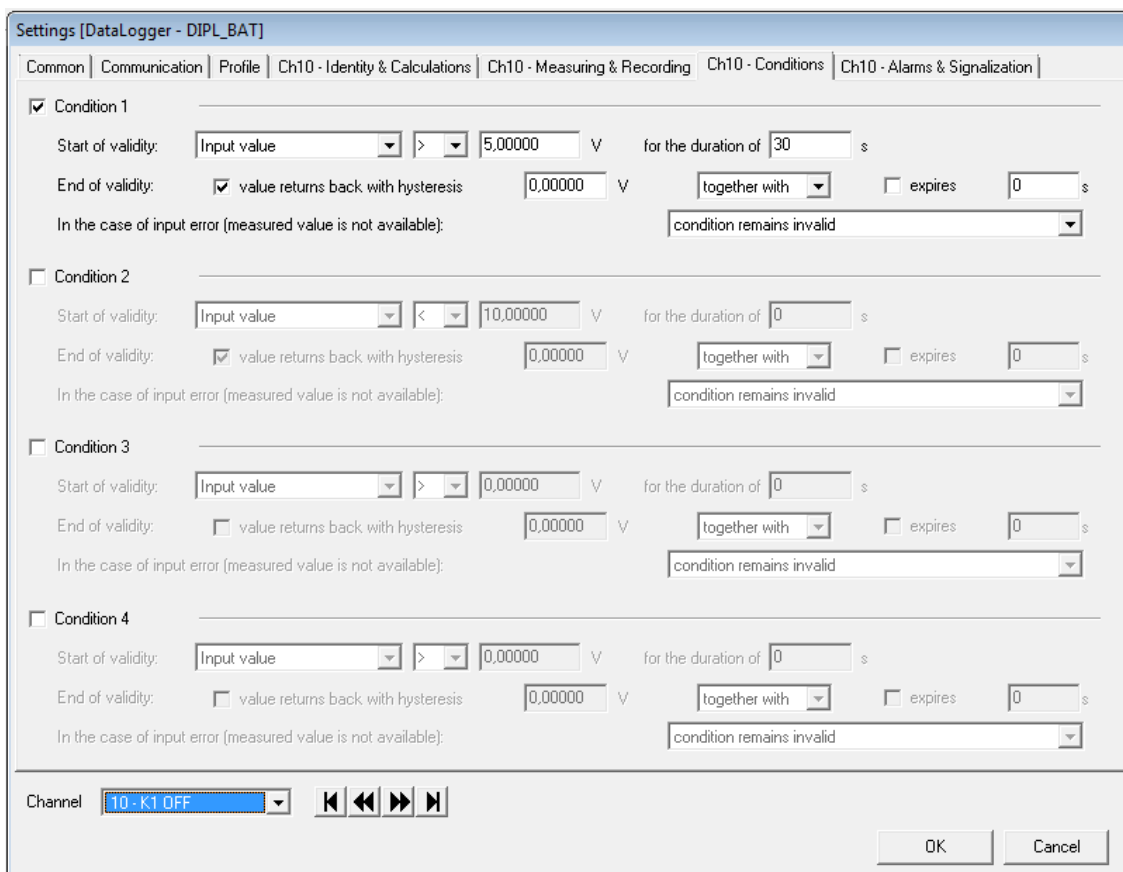 Settings [DataLogger - DIPL_BAT]
Common Communication Profile Ch10 - Identity & Calculations Ch10 - Measuring & Recording Ch10 - Conditions Ch10 - Alarms & Signalization
Condition 1
Start of validity: Input value > 5,00000 V for the duration of 30 s
End of validity: value returns back with hysteresis 0,00000 V together with expires 0 s
In the case of input error (measured value is not available): condition remains invalid
Condition 2
Start of validity: Input value < 10,00000 V for the duration of 0 s
End of validity: value returns back with hysteresis 0,00000 V together with expires 0 s
In the case of input error (measured value is not available): condition remains invalid
Condition 3
Start of validity: Input value > 0,00000 V for the duration of 0 s
End of validity: value returns back with hysteresis 0,00000 V together with expires 0 s
In the case of input error (measured value is not available): condition remains invalid
Condition 4
Start of validity: Input value > 0,00000 V for the duration of 0 s
End of validity: value returns back with hysteresis 0,00000 V together with expires 0 s
In the case of input error (measured value is not available): condition remains invalid
Channel 10 - K1 OFF
OK Cancel